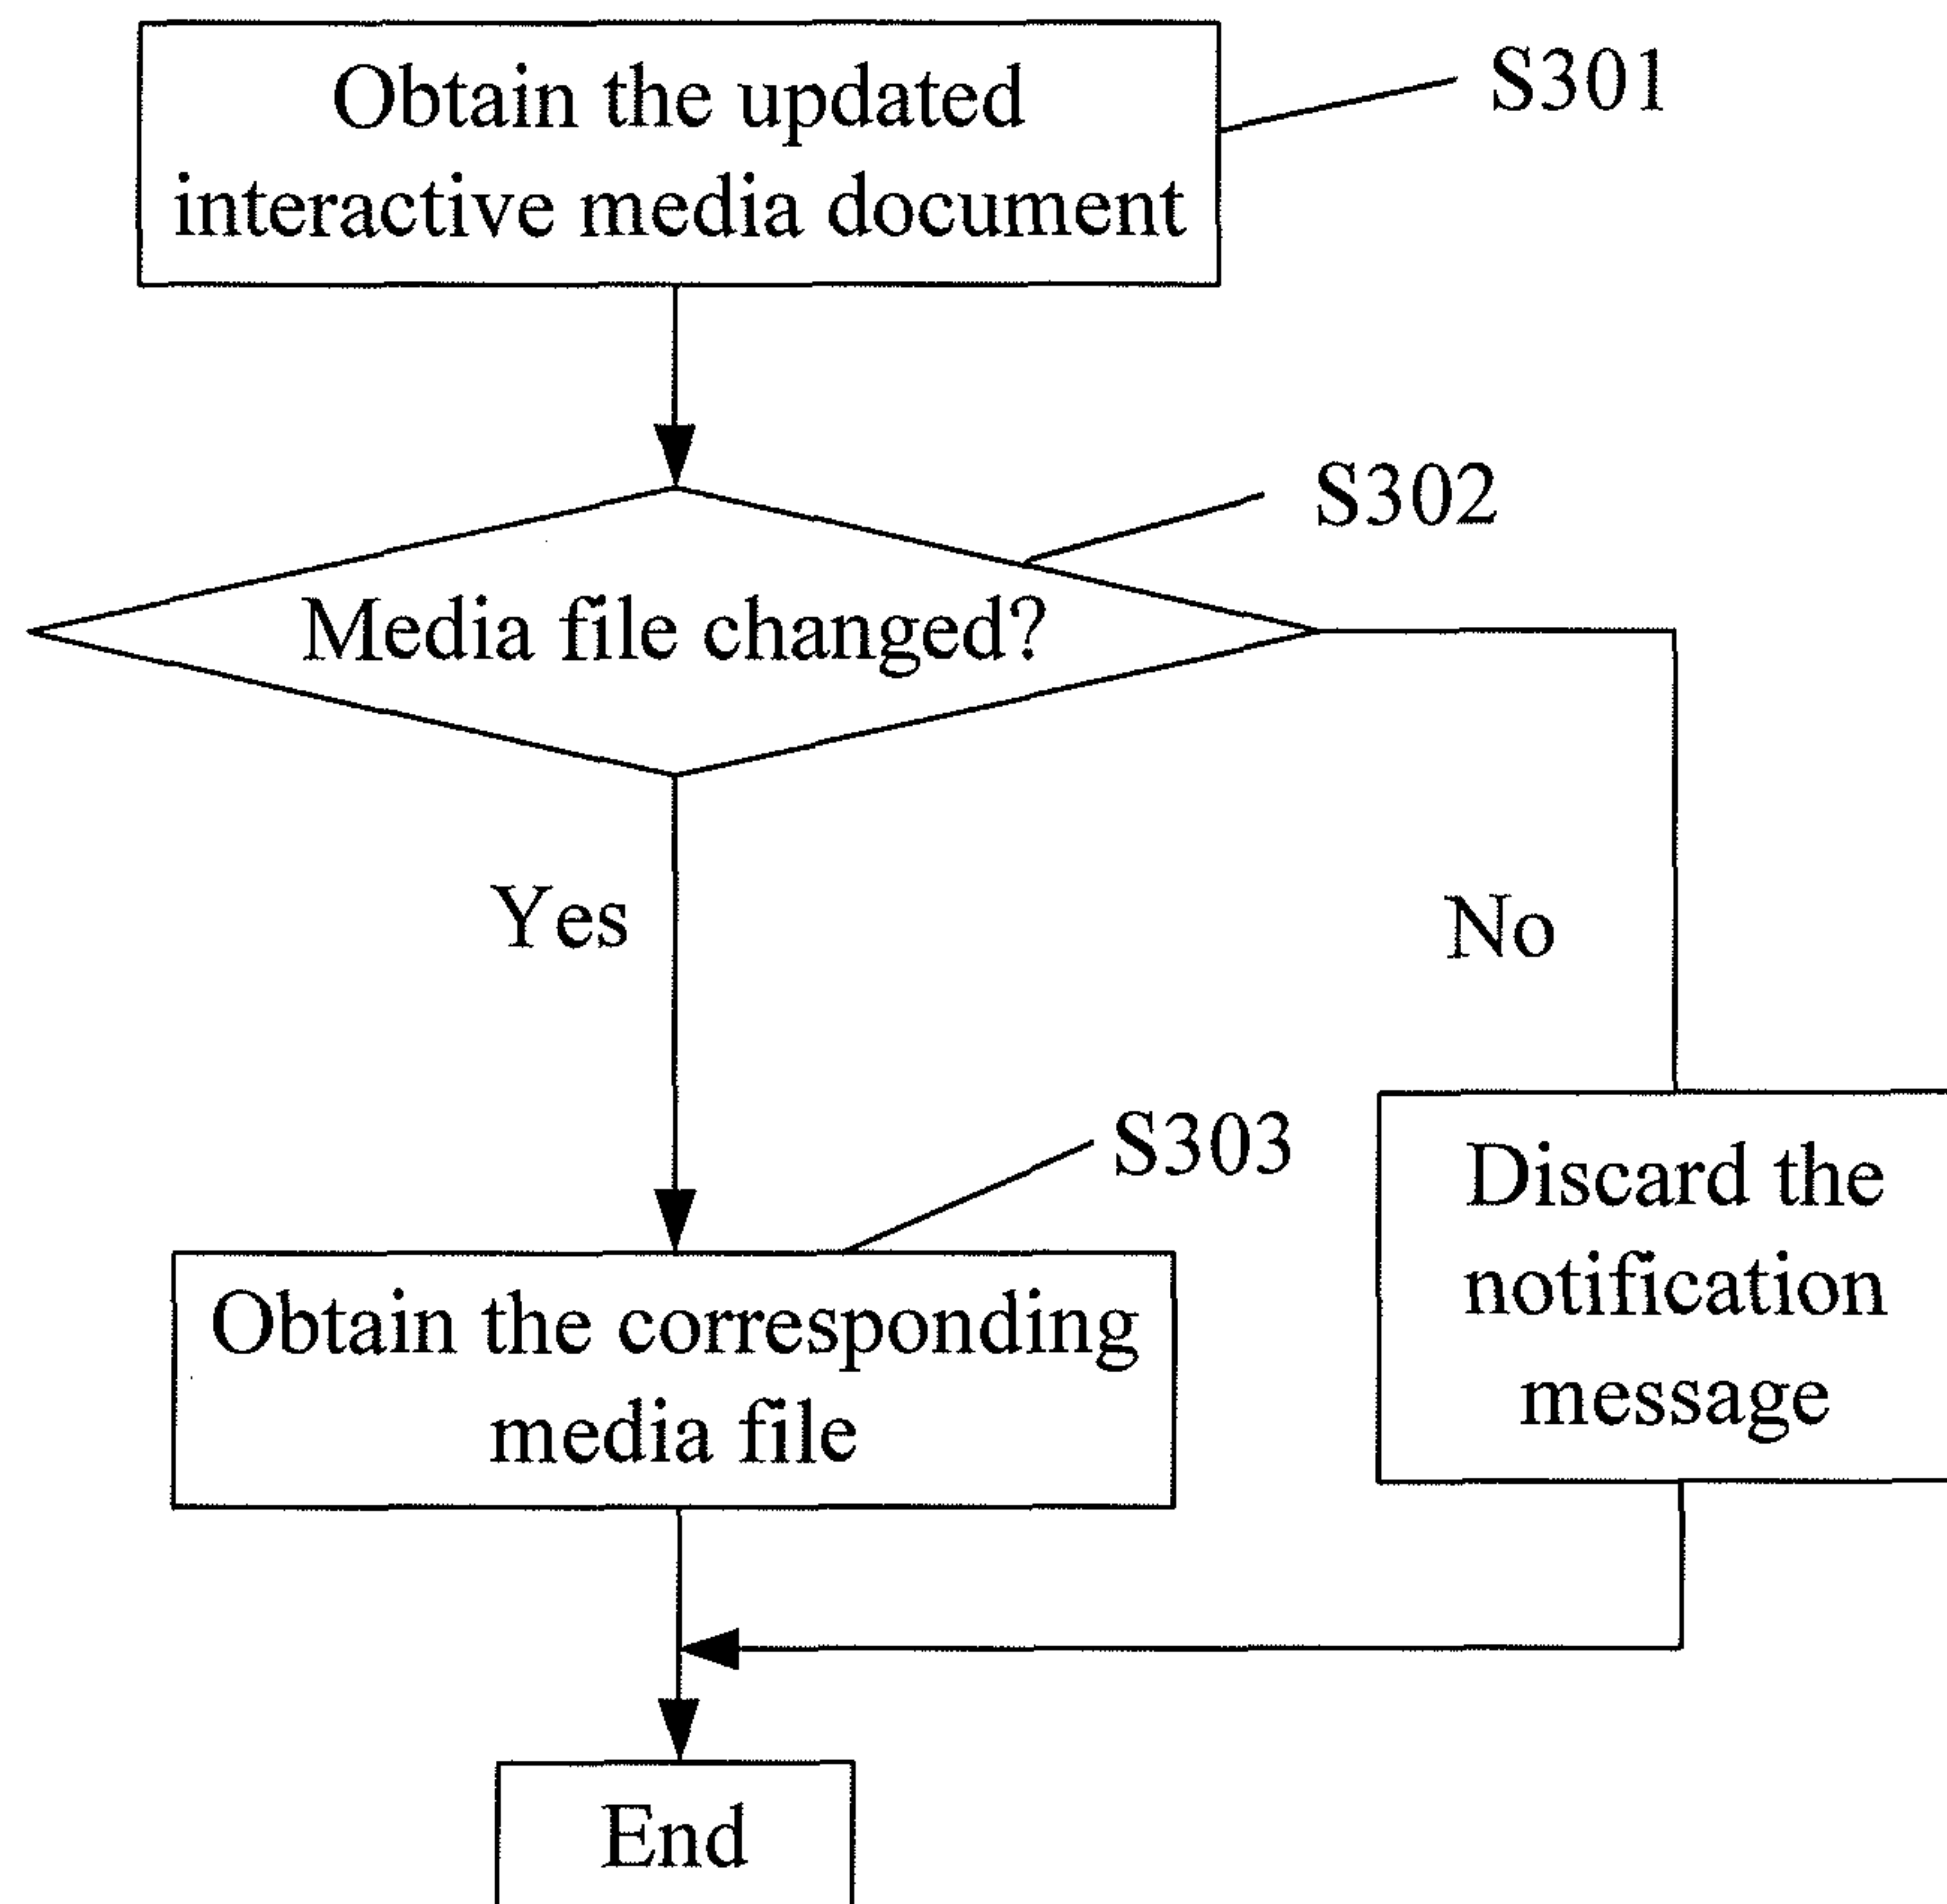 Obtain the updated
interactive media document
S301
S302
Media file changed?
Yes
No
S303
Obtain the corresponding
media file
Discard the
notification
message
End